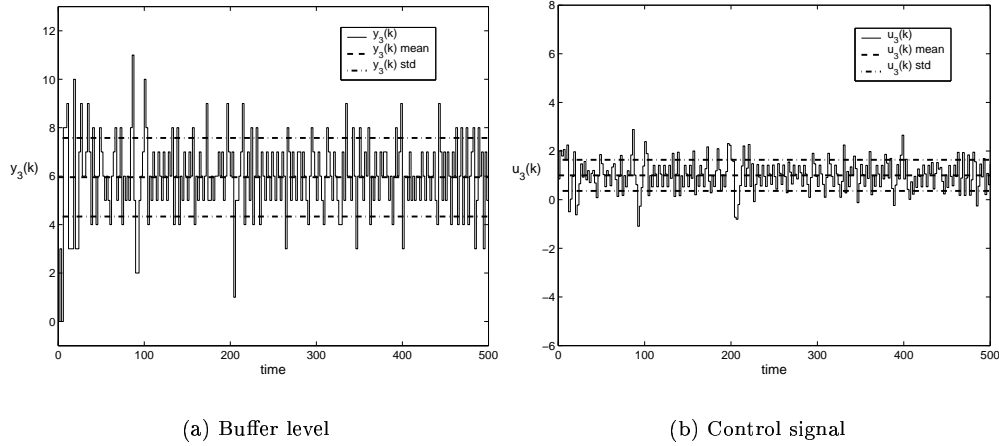 12
10
8
6
4
2
0
y3(k)
0
100
200
300
400
500
time
y3(k)
y3(k) mean
y3(k) std
(a) Buffer level
8
6
4
2
0
−2
−4
−6
u3(k)
0
100
200
300
400
500
time
u3(k)
u3(k) mean
u3(k) std
(b) Control signal